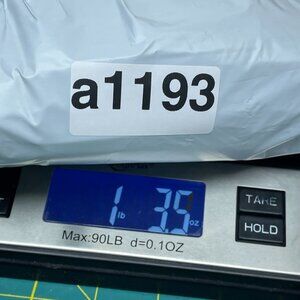 a1193
1 lb 3.5 oz
TARE
HOLD
Max:90LB d=0.1OZ